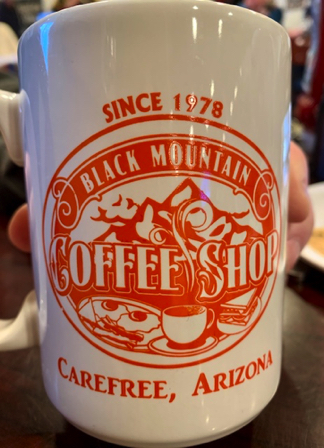 SINCE 1978
BLACK MOUNTAIN
COFFEE SHOP
CAREFREE, ARIZONA